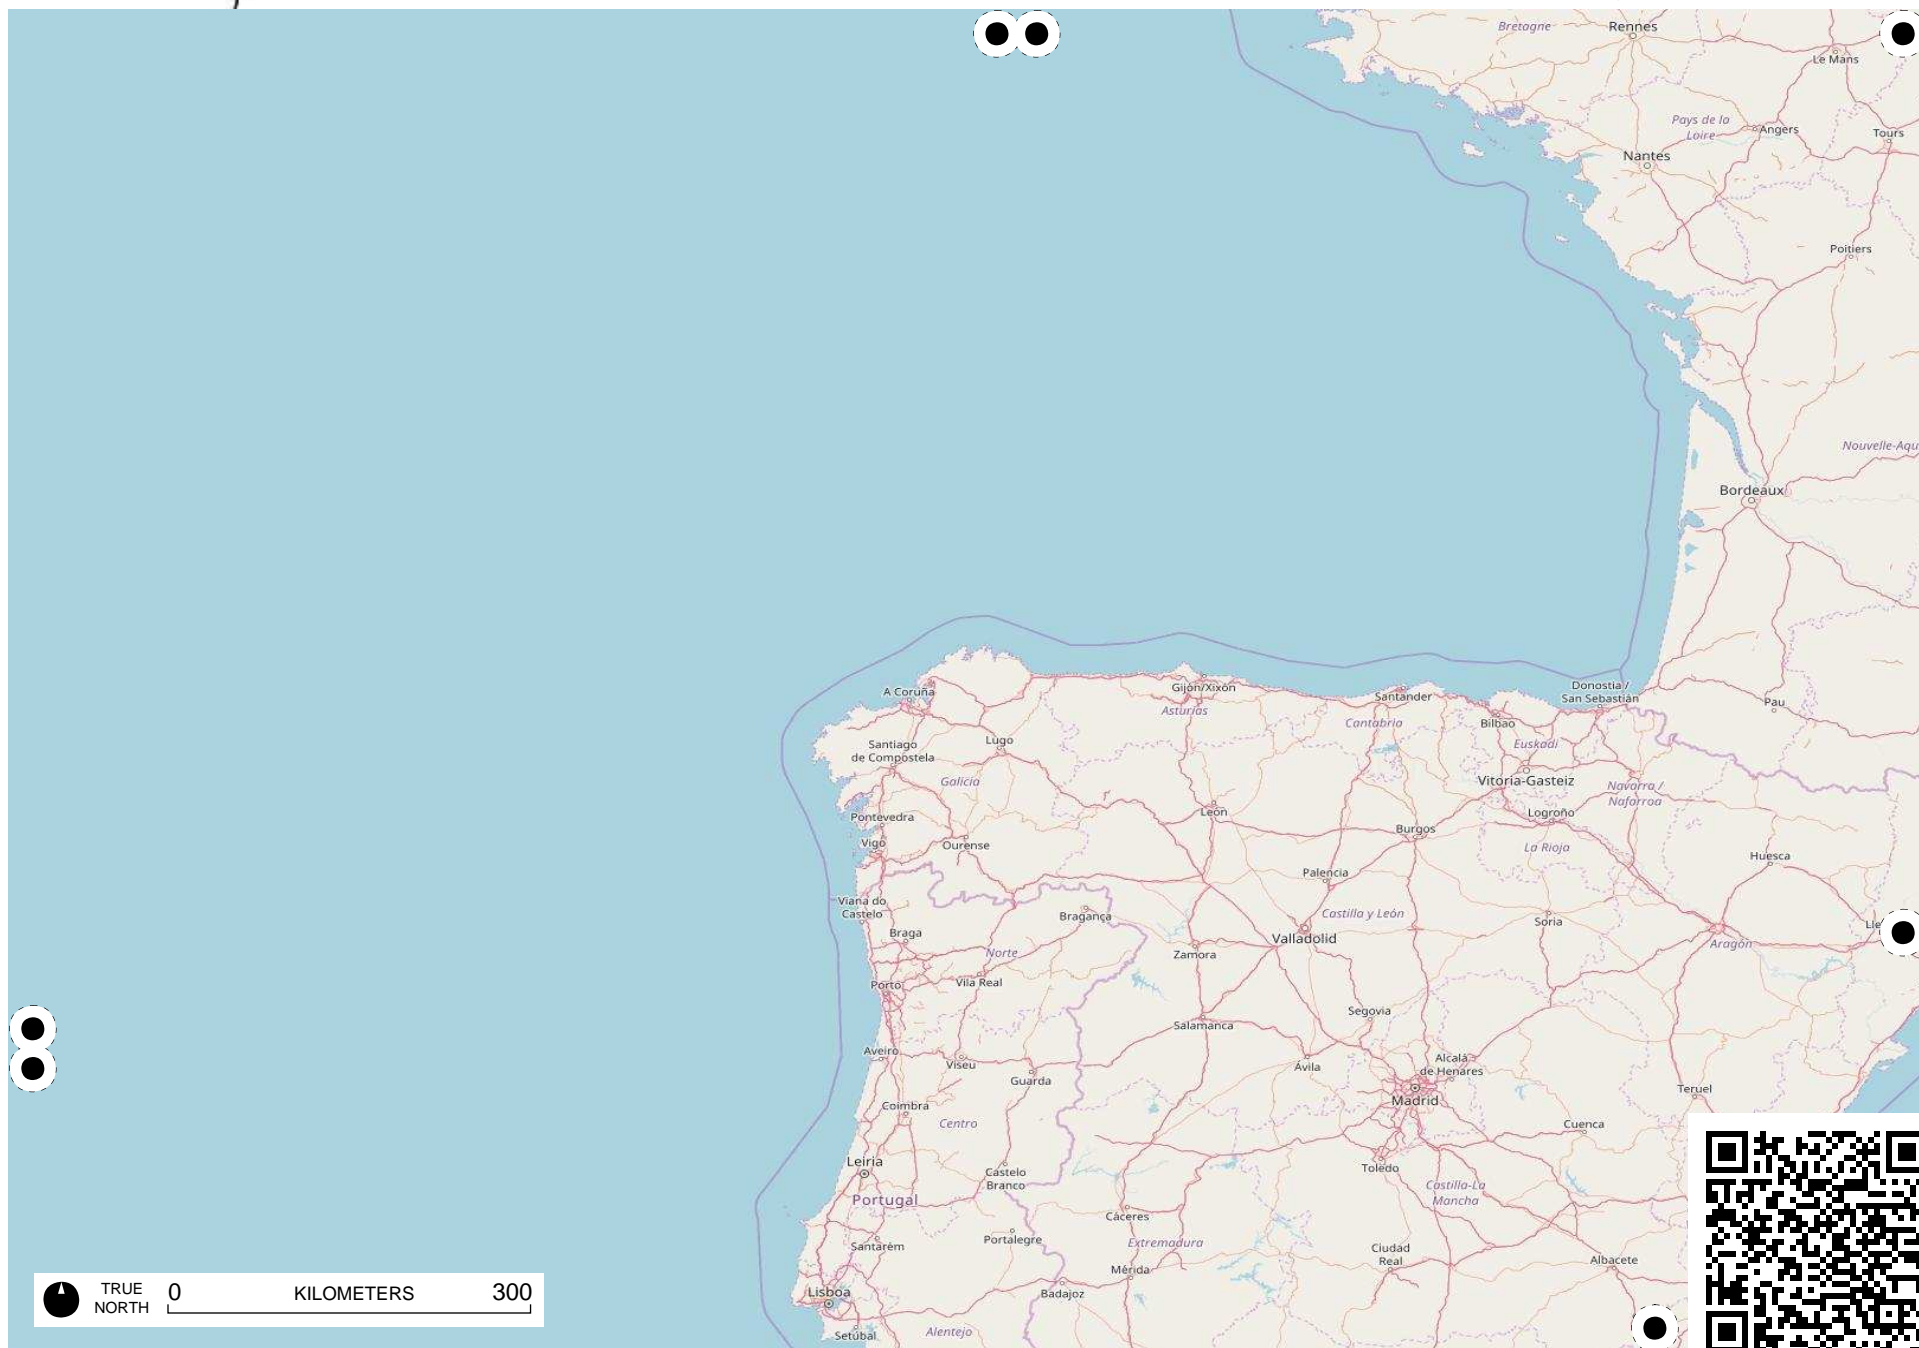 Bretagne
Rennes
Le Mans
Pays de la
Loire
Angers
Tours
Nantes
Poitiers
Nouvelle-Aqu
Bordeaux
A Coruña
Gijón/Xixón
Santander
Donostia /
San Sebastián
Asturias
Cantabria
Bilbao
Pau
Santiago
de Compostela
Lugo
Euskadi
Galicia
Vitoria-Gasteiz
Navarra /
Nafarroa
Pontevedra
León
Burgos
Logroño
Vigo
Ourense
La Rioja
Huesca
Palencia
Viana do
Castelo
Bragança
Castilla y León
Soria
Lle
Braga
Valladolid
Aragón
Norte
Zamora
Porto
Vila Real
Segovia
Salamanca
Aveiro
Viseu
Guarda
Ávila
Alcalá
de Henares
Madrid
Teruel
Coimbra
Centro
Cuenca
Leiria
Castelo
Branco
Toledo
Portugal
Castilla-La
Mancha
Cáceres
Santarém
Portalegre
Extremadura
Ciudad
Real
Albacete
Mérida
Lisboa
Badajoz
Setúbal
Alentejo
TRUE
NORTH
0 KILOMETERS 300